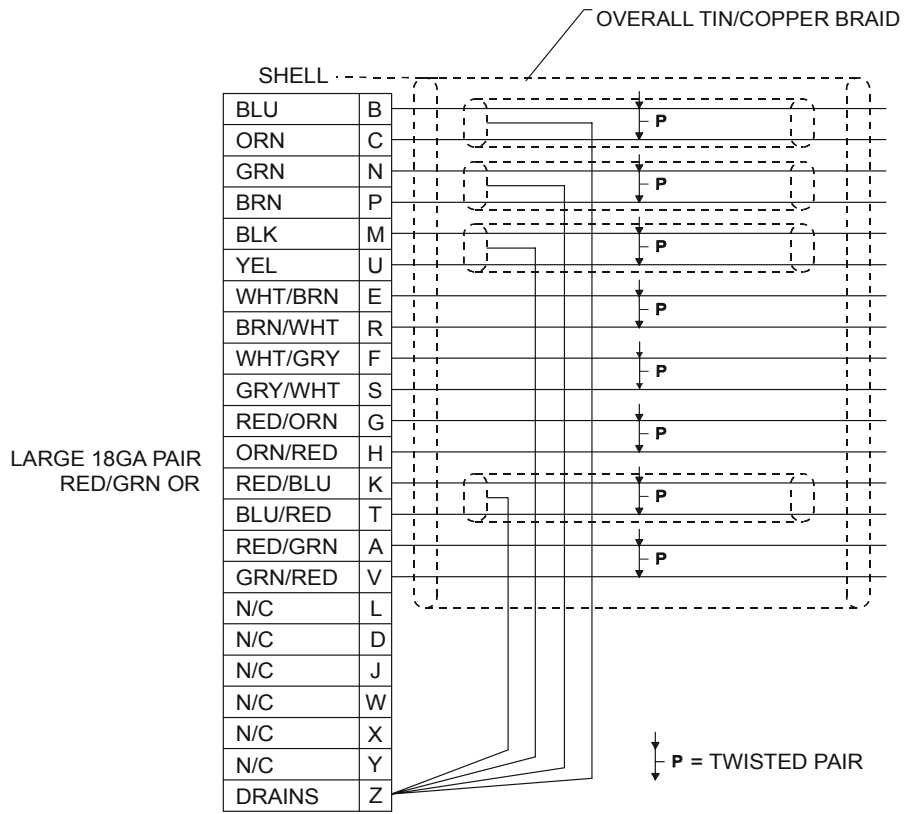 OVERALL TIN/COPPER BRAID
SHELL
BLU B
ORN C
GRN N
BRN P
BLK M
YEL U
WHT/BRN E
BRN/WHT R
WHT/GRY F
GRY/WHT S
RED/ORN G
ORN/RED H
RED/BLU K
BLU/RED T
RED/GRN A
GRN/RED V
N/C L
N/C D
N/C J
N/C W
N/C X
N/C Y
DRAINS Z
LARGE 18GA PAIR
RED/GRN OR
P
P
P
P
P
P
P
P
P = TWISTED PAIR